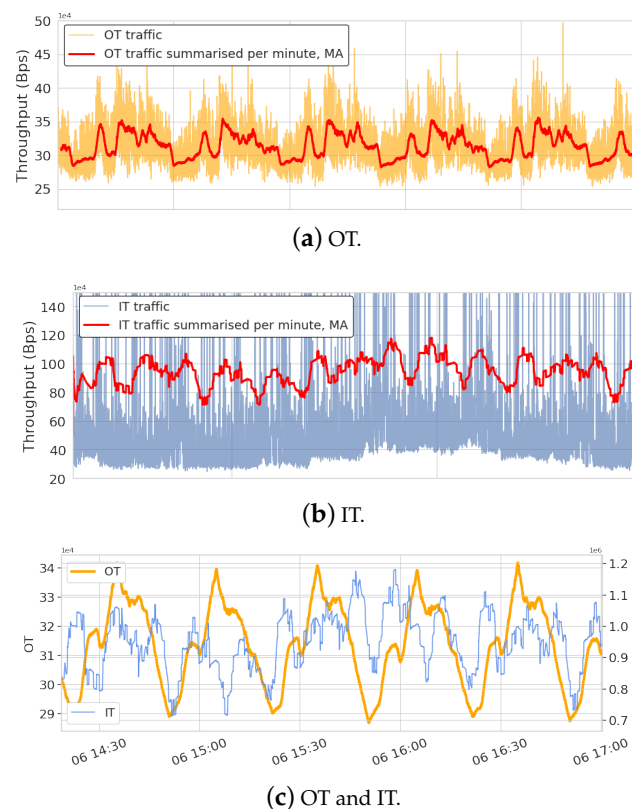 1e4
50
45
40
35
30
25
Throughput (Bps)
OT traffic
OT traffic summarised per minute, MA
(a) OT.
1e4
140
120
100
80
60
40
20
Throughput (Bps)
IT traffic
IT traffic summarised per minute, MA
(b) IT.
1e4
1e6
34
33
32
31
30
29
OT
OT
IT
1.2
1.1
1.0
0.9
0.8
0.7
06 14:30
06 15:00
06 15:30
06 16:00
06 16:30
06 17:00
(c) OT and IT.